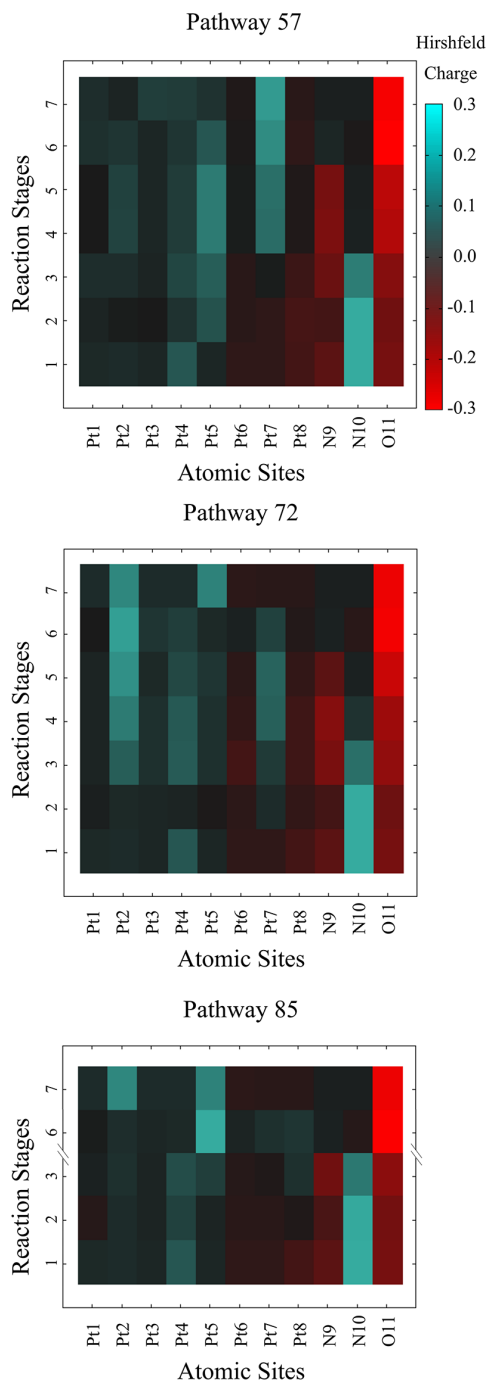 Pathway 57
Hirshfeld
Charge
0.3
0.2
0.1
0.0
-0.1
-0.2
-0.3
Reaction Stages
7
6
5
4
3
2
1
Pt1 Pt2 Pt3 Pt4 Pt5 Pt6 Pt7 Pt8 N9 N10 O11
Atomic Sites
Pathway 72
Reaction Stages
7
6
5
4
3
2
1
Pt1 Pt2 Pt3 Pt4 Pt5 Pt6 Pt7 Pt8 N9 N10 O11
Atomic Sites
Pathway 85
Reaction Stages
7
6
3
2
1
Pt1 Pt2 Pt3 Pt4 Pt5 Pt6 Pt7 Pt8 N9 N10 O11
Atomic Sites